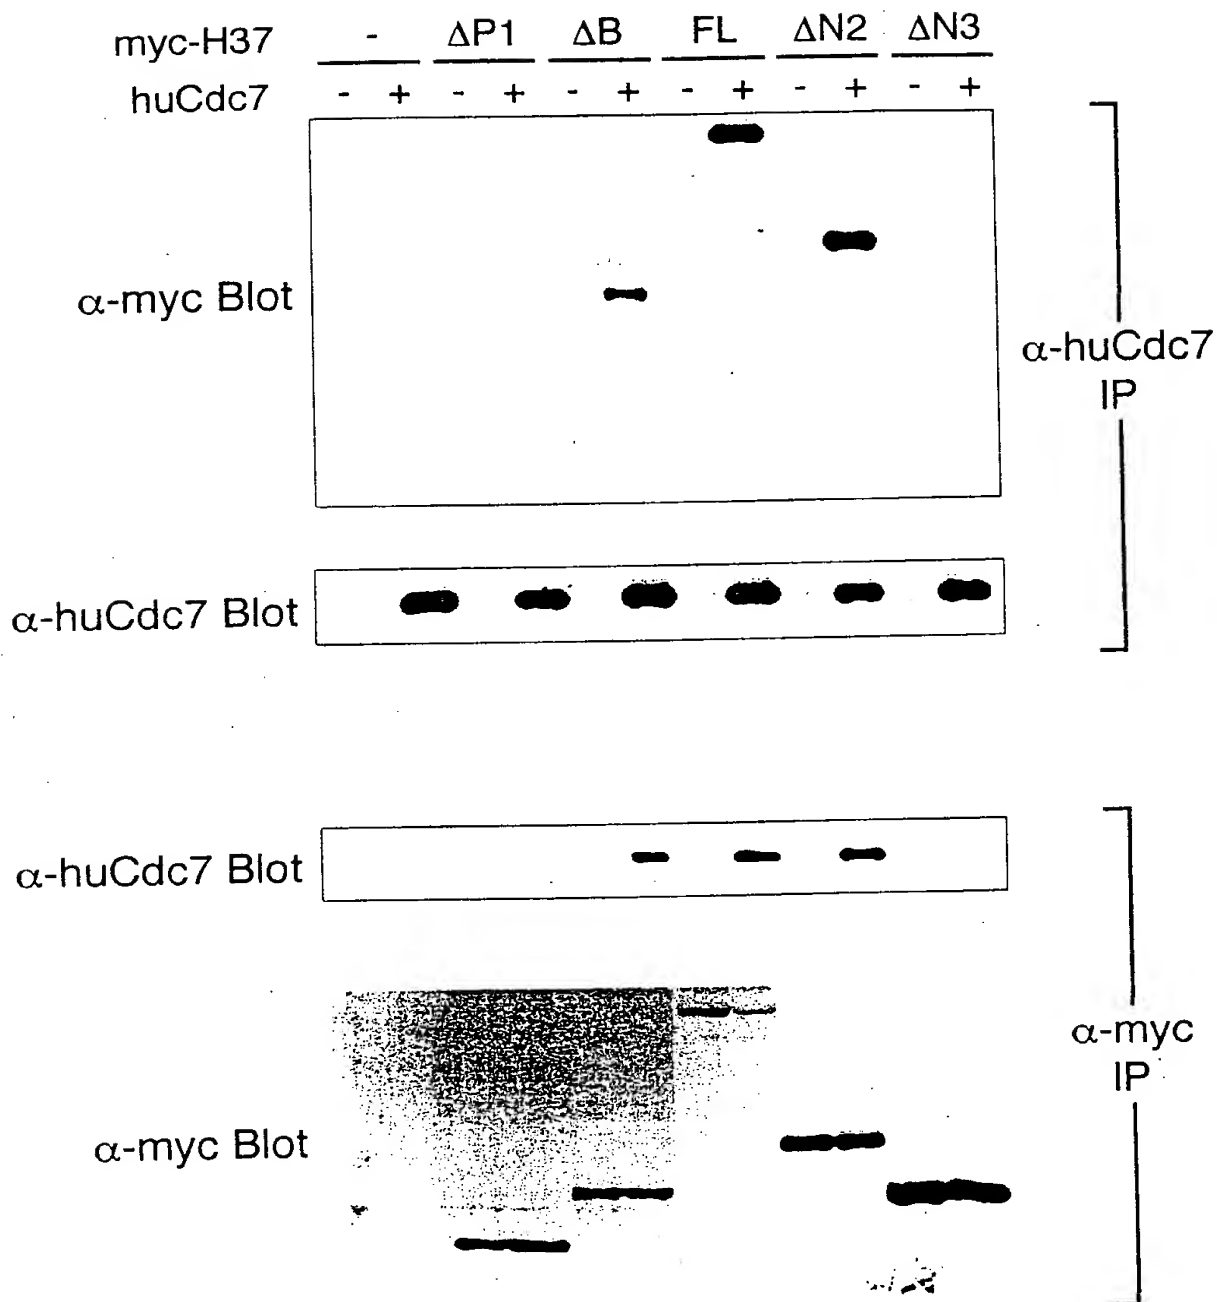 myc-H37 - ΔP1 ΔB FL ΔN2 ΔN3
huCdc7 - + - + - + - + - + - +
α-myc Blot
α-huCdc7
IP
α-huCdc7 Blot
α-huCdc7 Blot
α-myc
IP
α-myc Blot